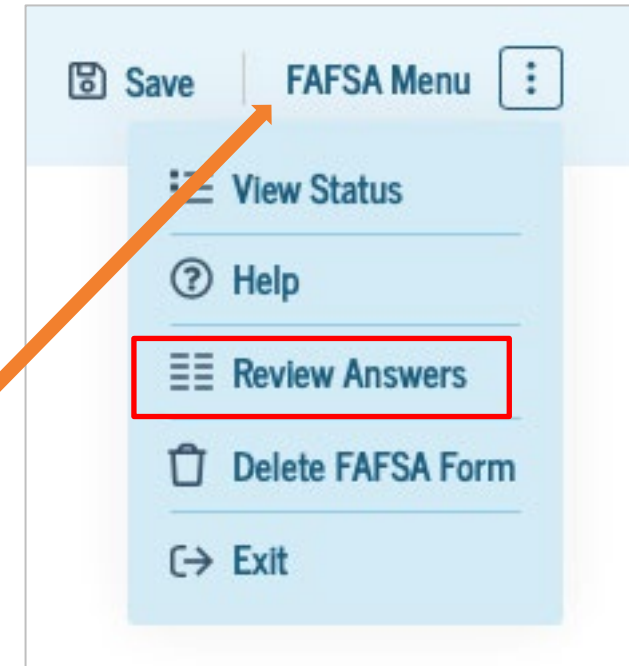 Save FAFSA Menu
View Status
Help
Review Answers
Delete FAFSA Form
Exit